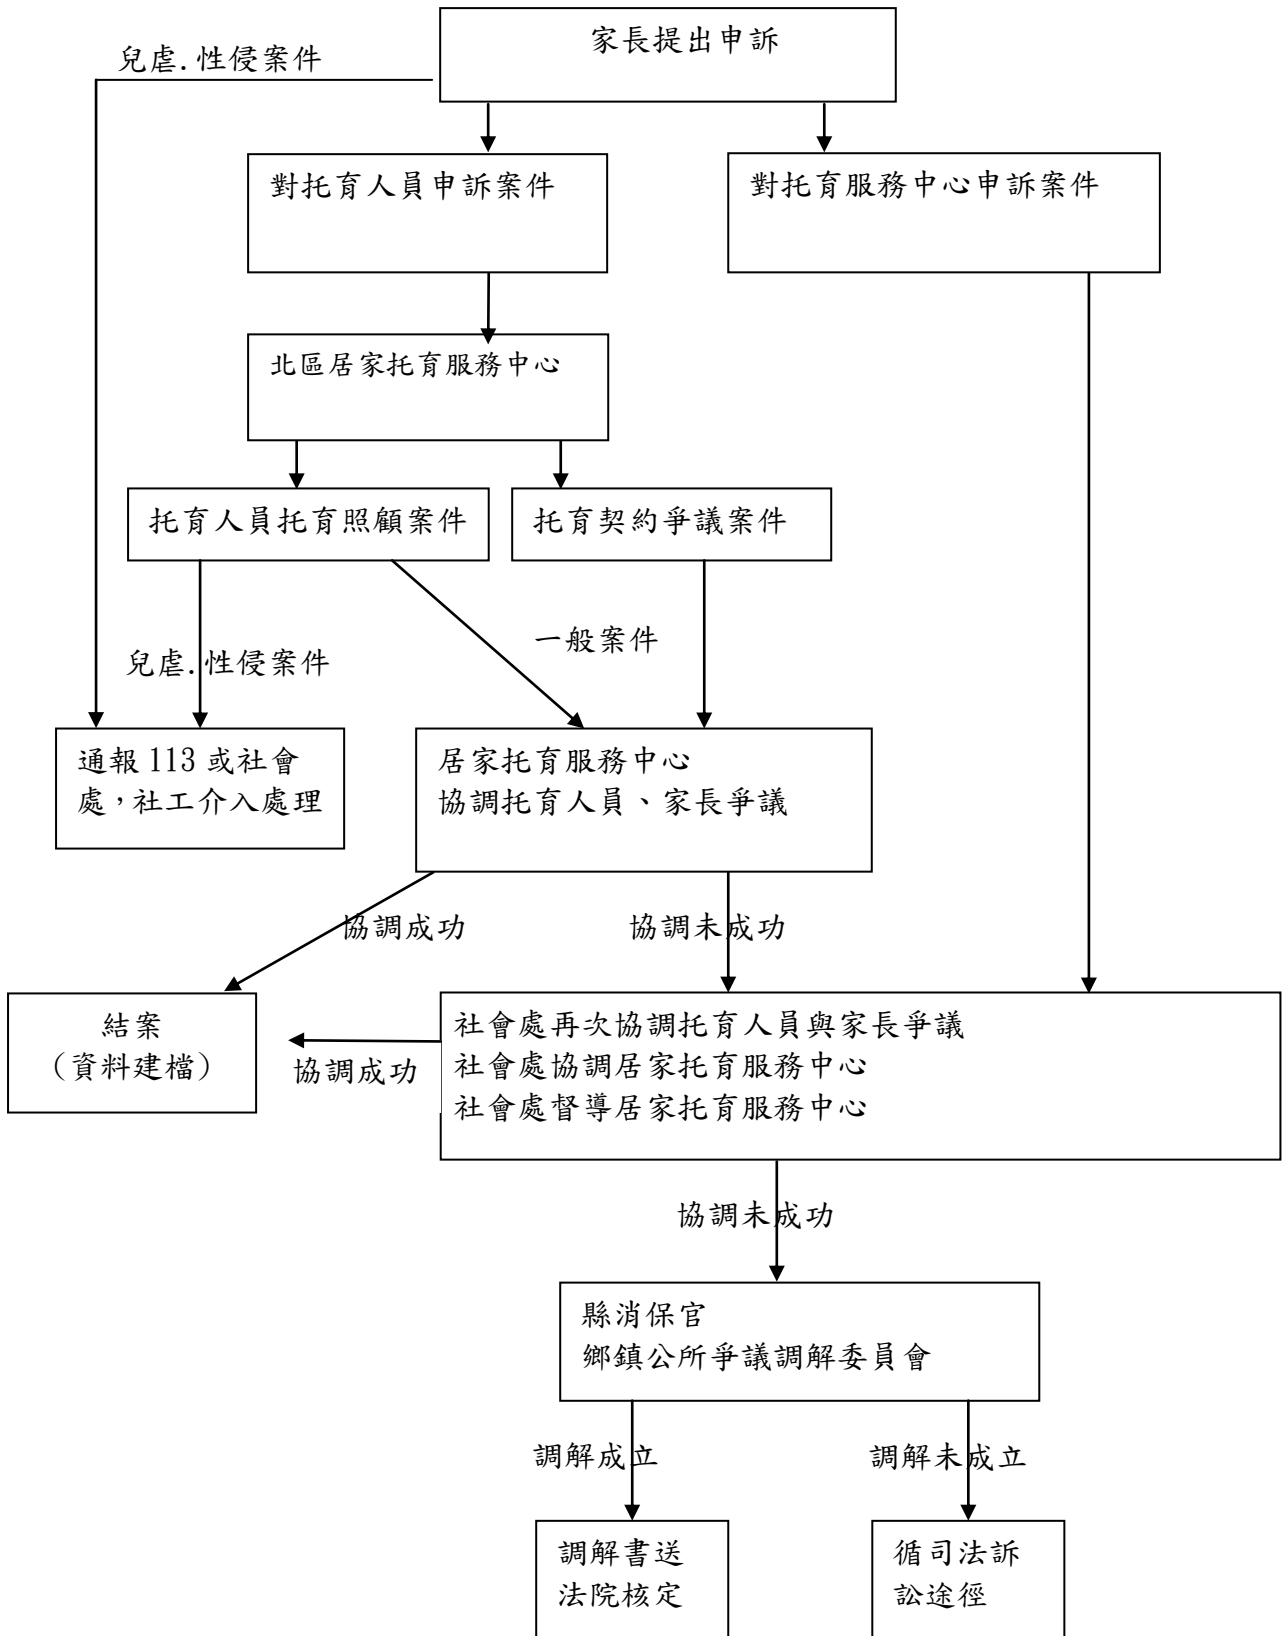 家長提出申訴
兒虐.性侵案件
對托育人員申訴案件
對托育服務中心申訴案件
北區居家托育服務中心
托育人員托育照顧案件
托育契約爭議案件
一般案件
兒虐.性侵案件
通報 113 或社會
處，社工介入處理
居家托育服務中心
協調托育人員、家長爭議
協調成功
協調未成功
結案
(資料建檔)
協調成功
社會處再次協調托育人員與家長爭議
社會處協調居家托育服務中心
社會處督導居家托育服務中心
協調未成功
縣消保官
鄉鎮公所爭議調解委員會
調解成立
調解未成立
調解書送
法院核定
循司法訴
訟途徑